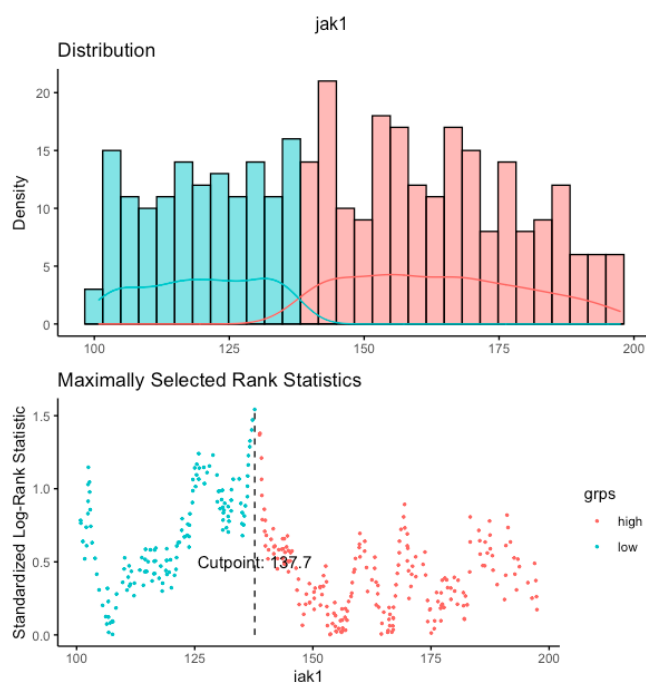 jak1
Distribution
Density
20
15
10
5
0
100 125 150 175 200
Maximally Selected Rank Statistics
Standardized Log-Rank Statistic
1.5
1.0
0.5
0.0
Cutpoint: 137.7
grps
high
low
100 125 150 175 200
jak1